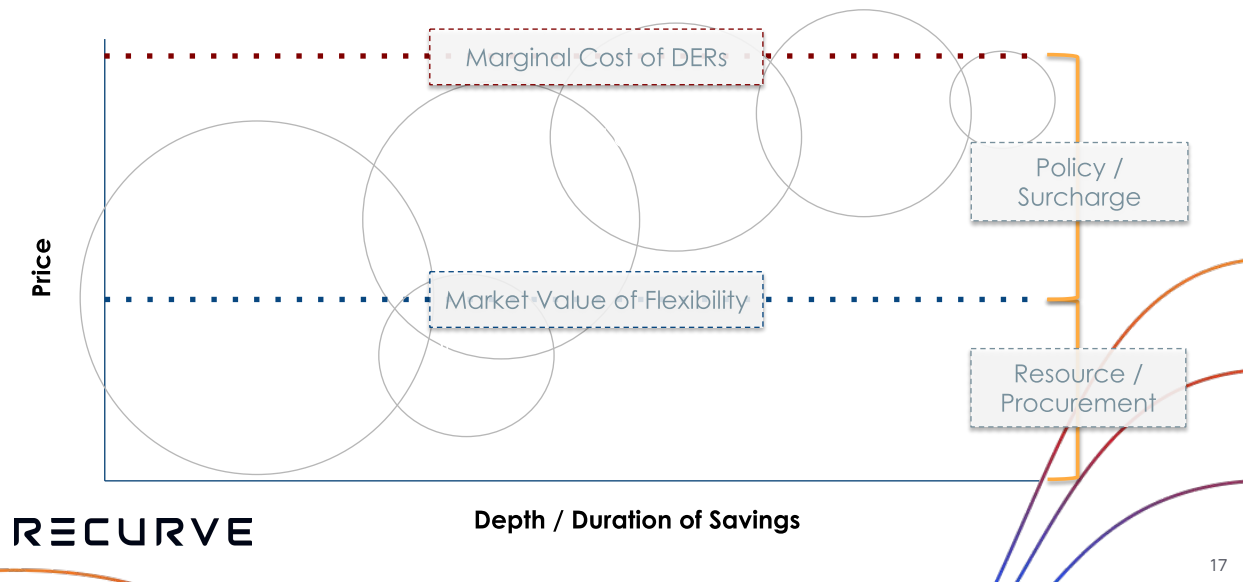 Marginal Cost of DERs
Policy /
Surcharge
Price
Market Value of Flexibility
Resource /
Procurement
Depth / Duration of Savings
RECURVE
17